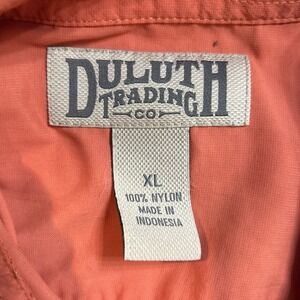 DULUTH
TRADING
CO
XL
100% NYLON
MADE IN
INDONESIA